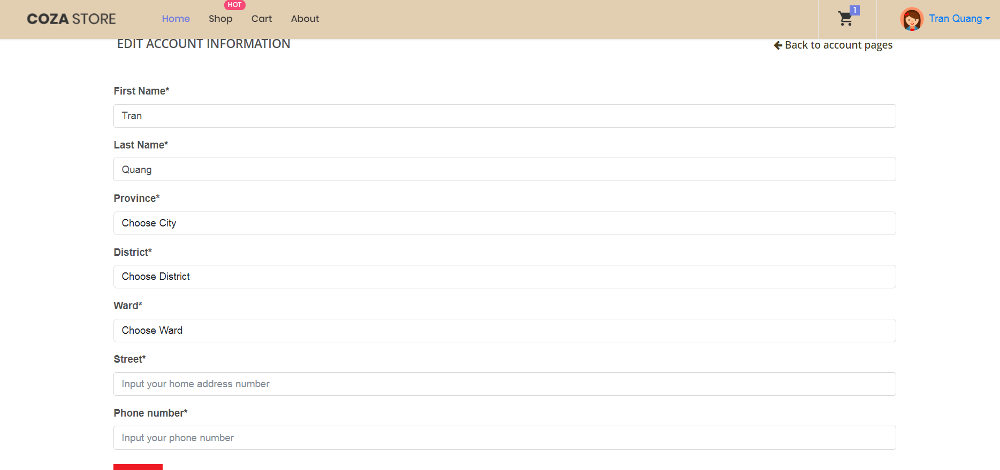 HOT
COZA STORE Home Shop Cart About 1 Tran Quang
EDIT ACCOUNT INFORMATION Back to account pages
First Name*
Tran
Last Name*
Quang
Province*
Choose City
District*
Choose District
Ward*
Choose Ward
Street*
Input your home address number
Phone number*
Input your phone number